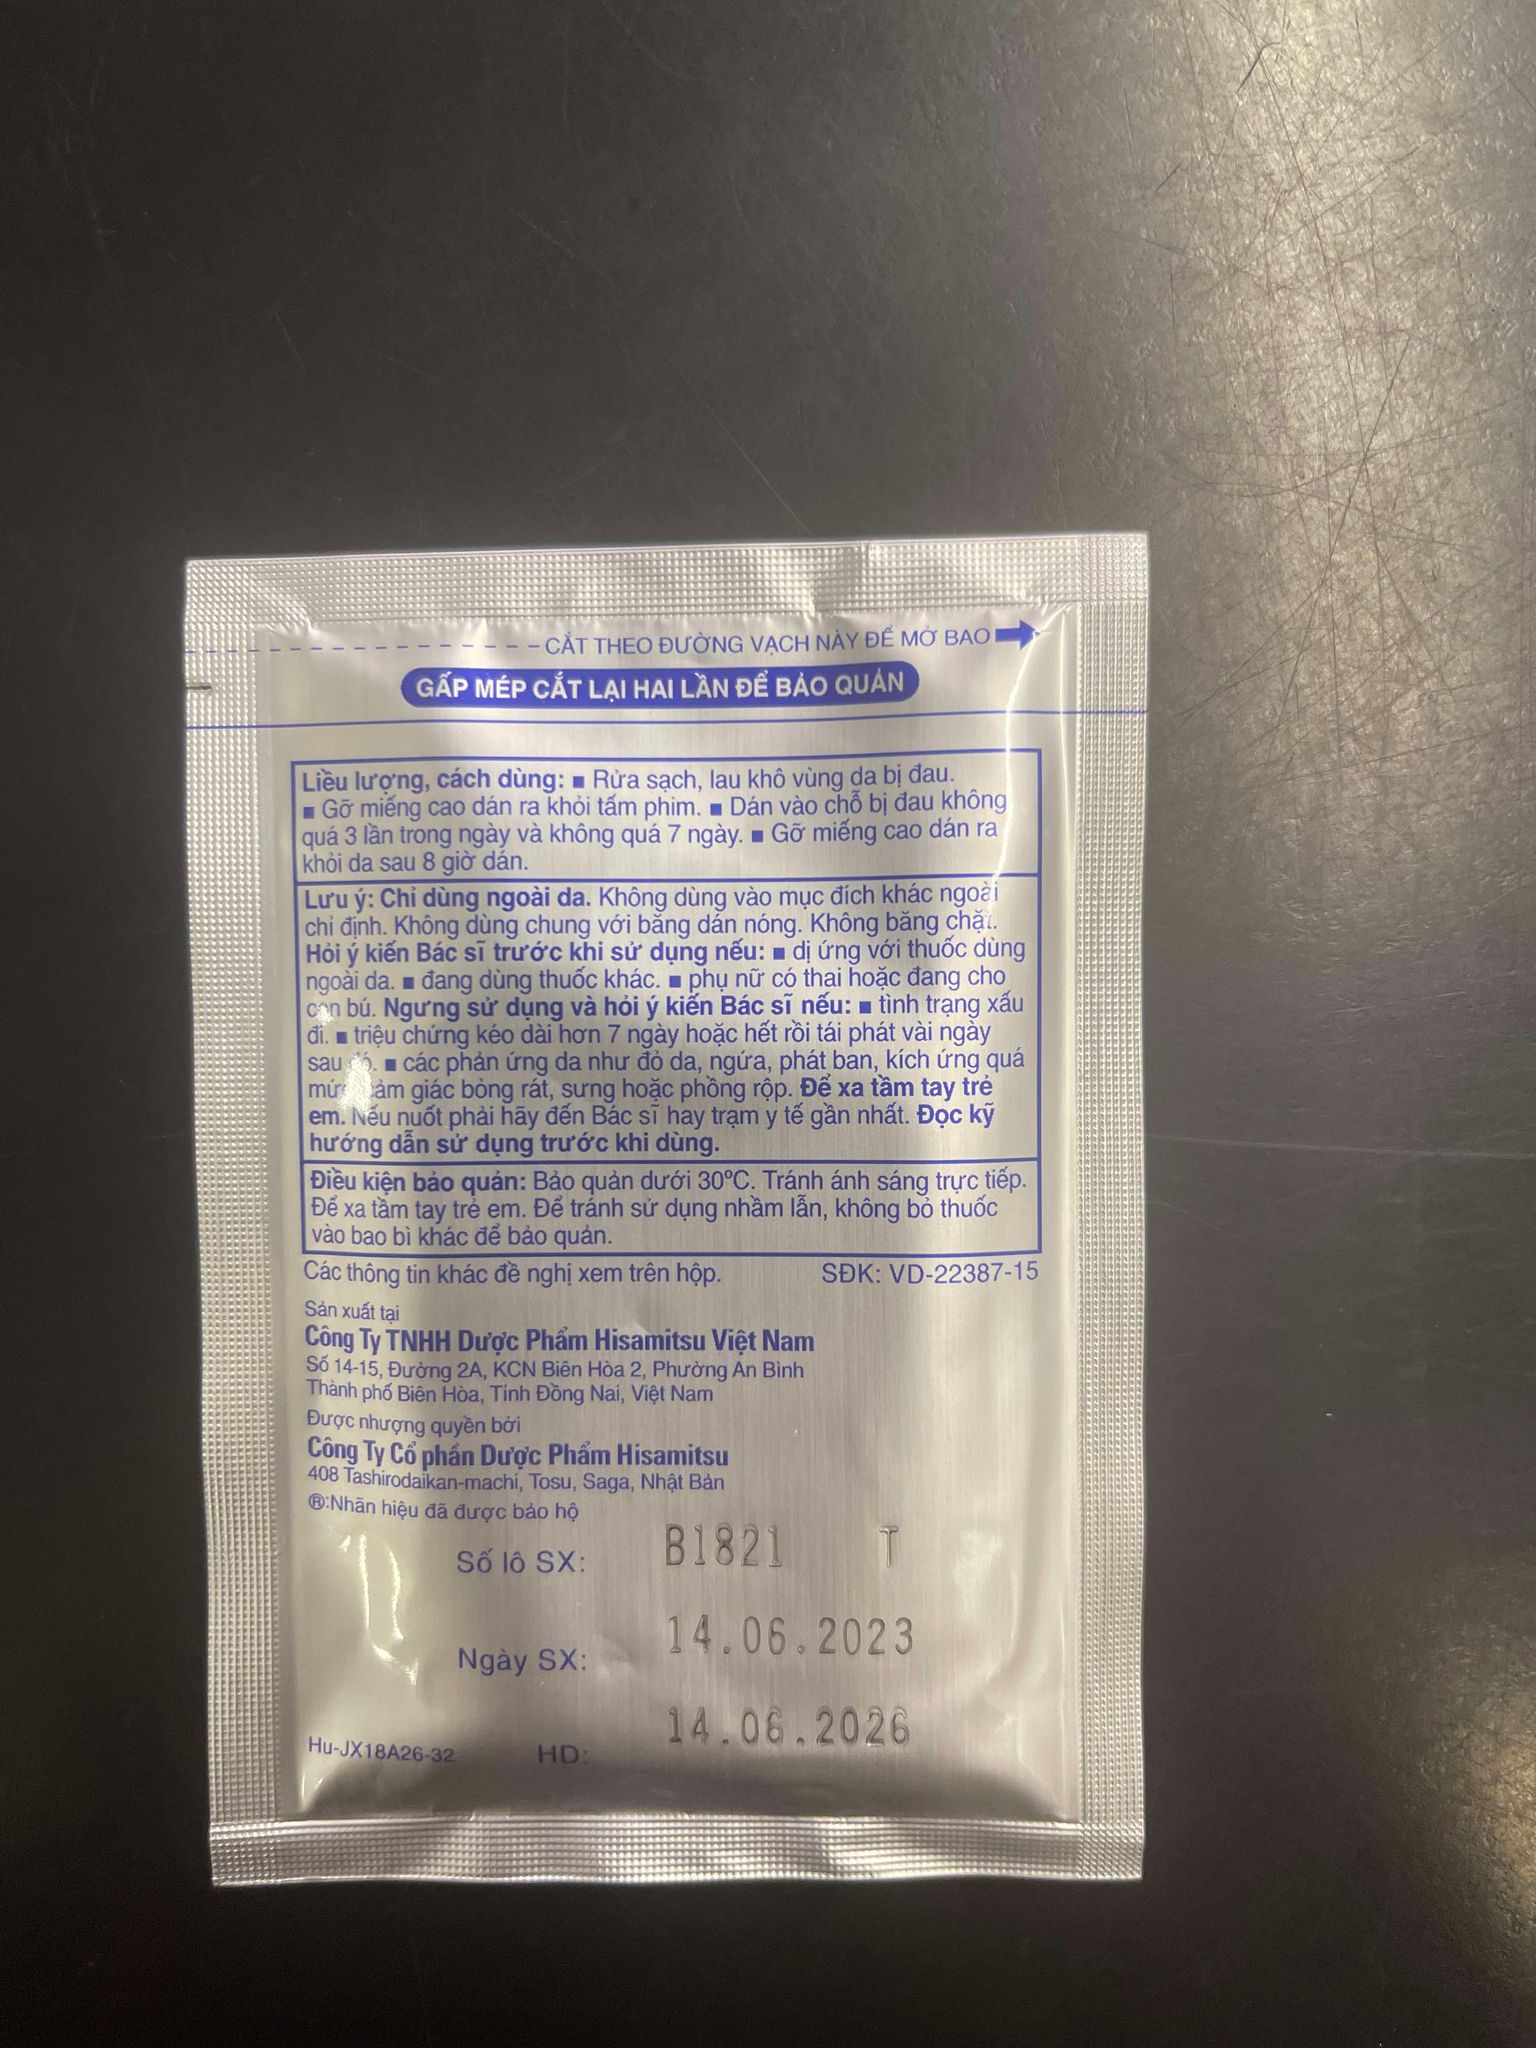 CẮT THEO ĐƯỜNG VẠCH NÀY ĐỂ MỞ BAO
GẤP MÉP CẮT LẠI HAI LẦN ĐỂ BẢO QUẢN
Liều lượng, cách dùng: ■ Rửa sạch, lau khô vùng da bị đau.
■ Gỡ miếng cao dán ra khỏi tấm phim. ■ Dán vào chỗ bị đau không
quá 3 lần trong ngày và không quá 7 ngày. ■ Gỡ miếng cao dán ra
khỏi da sau 8 giờ dán.
Lưu ý: Chỉ dùng ngoài da. Không dùng vào mục đích khác ngoài
chỉ định. Không dùng chung với băng dán nóng. Không băng chặt.
Hỏi ý kiến Bác sĩ trước khi sử dụng nếu: ■ dị ứng với thuốc dùng
ngoài da. ■ đang dùng thuốc khác. ■ phụ nữ có thai hoặc đang cho
con bú. Ngưng sử dụng và hỏi ý kiến Bác sĩ nếu: ■ tình trạng xấu
đi. ■ triệu chứng kéo dài hơn 7 ngày hoặc hết rồi tái phát vài ngày
sau ■ các phản ứng da như đỏ da, ngứa, phát ban, kích ứng quá
giác bỏng rát, sưng hoặc phồng rộp. Để xa tầm tay trẻ
em. Nếu nuốt phải hãy đến Bác sĩ hay trạm y tế gần nhất. Đọc kỹ
hướng dẫn sử dụng trước khi dùng.
Điều kiện bảo quản: Bảo quản dưới 30ºC. Tránh ánh sáng trực tiếp.
Để xa tầm tay trẻ em. Để tránh sử dụng nhầm lẫn, không bỏ thuốc
vào bao bì khác để bảo quản.
Các thông tin khác đề nghị xem trên hộp. SĐK: VD-22387-15
Sản xuất tại
Công Ty TNHH Dược Phẩm Hisamitsu Việt Nam
Số 14-15, Đường 2A, KCN Biên Hòa 2, Phường An Bình
Thành phố Biên Hòa, Tỉnh Đồng Nai, Việt Nam
Được nhượng quyền bởi
Công Ty Cổ phần Dược Phẩm Hisamitsu
408 Tashirodaikan-machi, Tosu, Saga, Nhật Bản
®:Nhãn hiệu đã được bảo hộ
Số lô SX: B1821 T
Ngày SX: 14.06.2023
Hu-JX18A26-32 HD: 14.06.2026